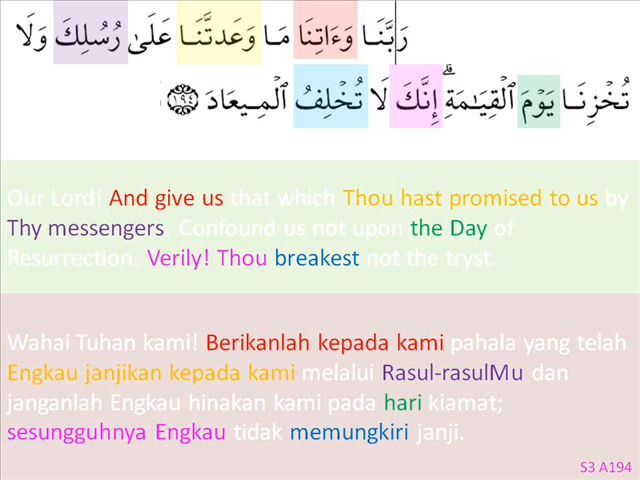 رَبَّنَا وَءَاتِنَا مَا وَعَدتَّنَا عَلَىٰ رُسُلِكَ وَلَا
تُخْزِنَا يَوْمَ ٱلْقِيَٰمَةِ ۗ إِنَّكَ لَا تُخْلِفُ ٱلْمِيعَادَ ١٩٤
Our Lord! And give us that which Thou hast promised to us by
Thy messengers. Confound us not upon the Day of
Resurrection. Verily! Thou breakest not the tryst.
Wahai Tuhan kami! Berikanlah kepada kami pahala yang telah
Engkau janjikan kepada kami melalui Rasul-rasulMu dan
janganlah Engkau hinakan kami pada hari kiamat;
sesungguhnya Engkau tidak memungkiri janji.
S3 A194